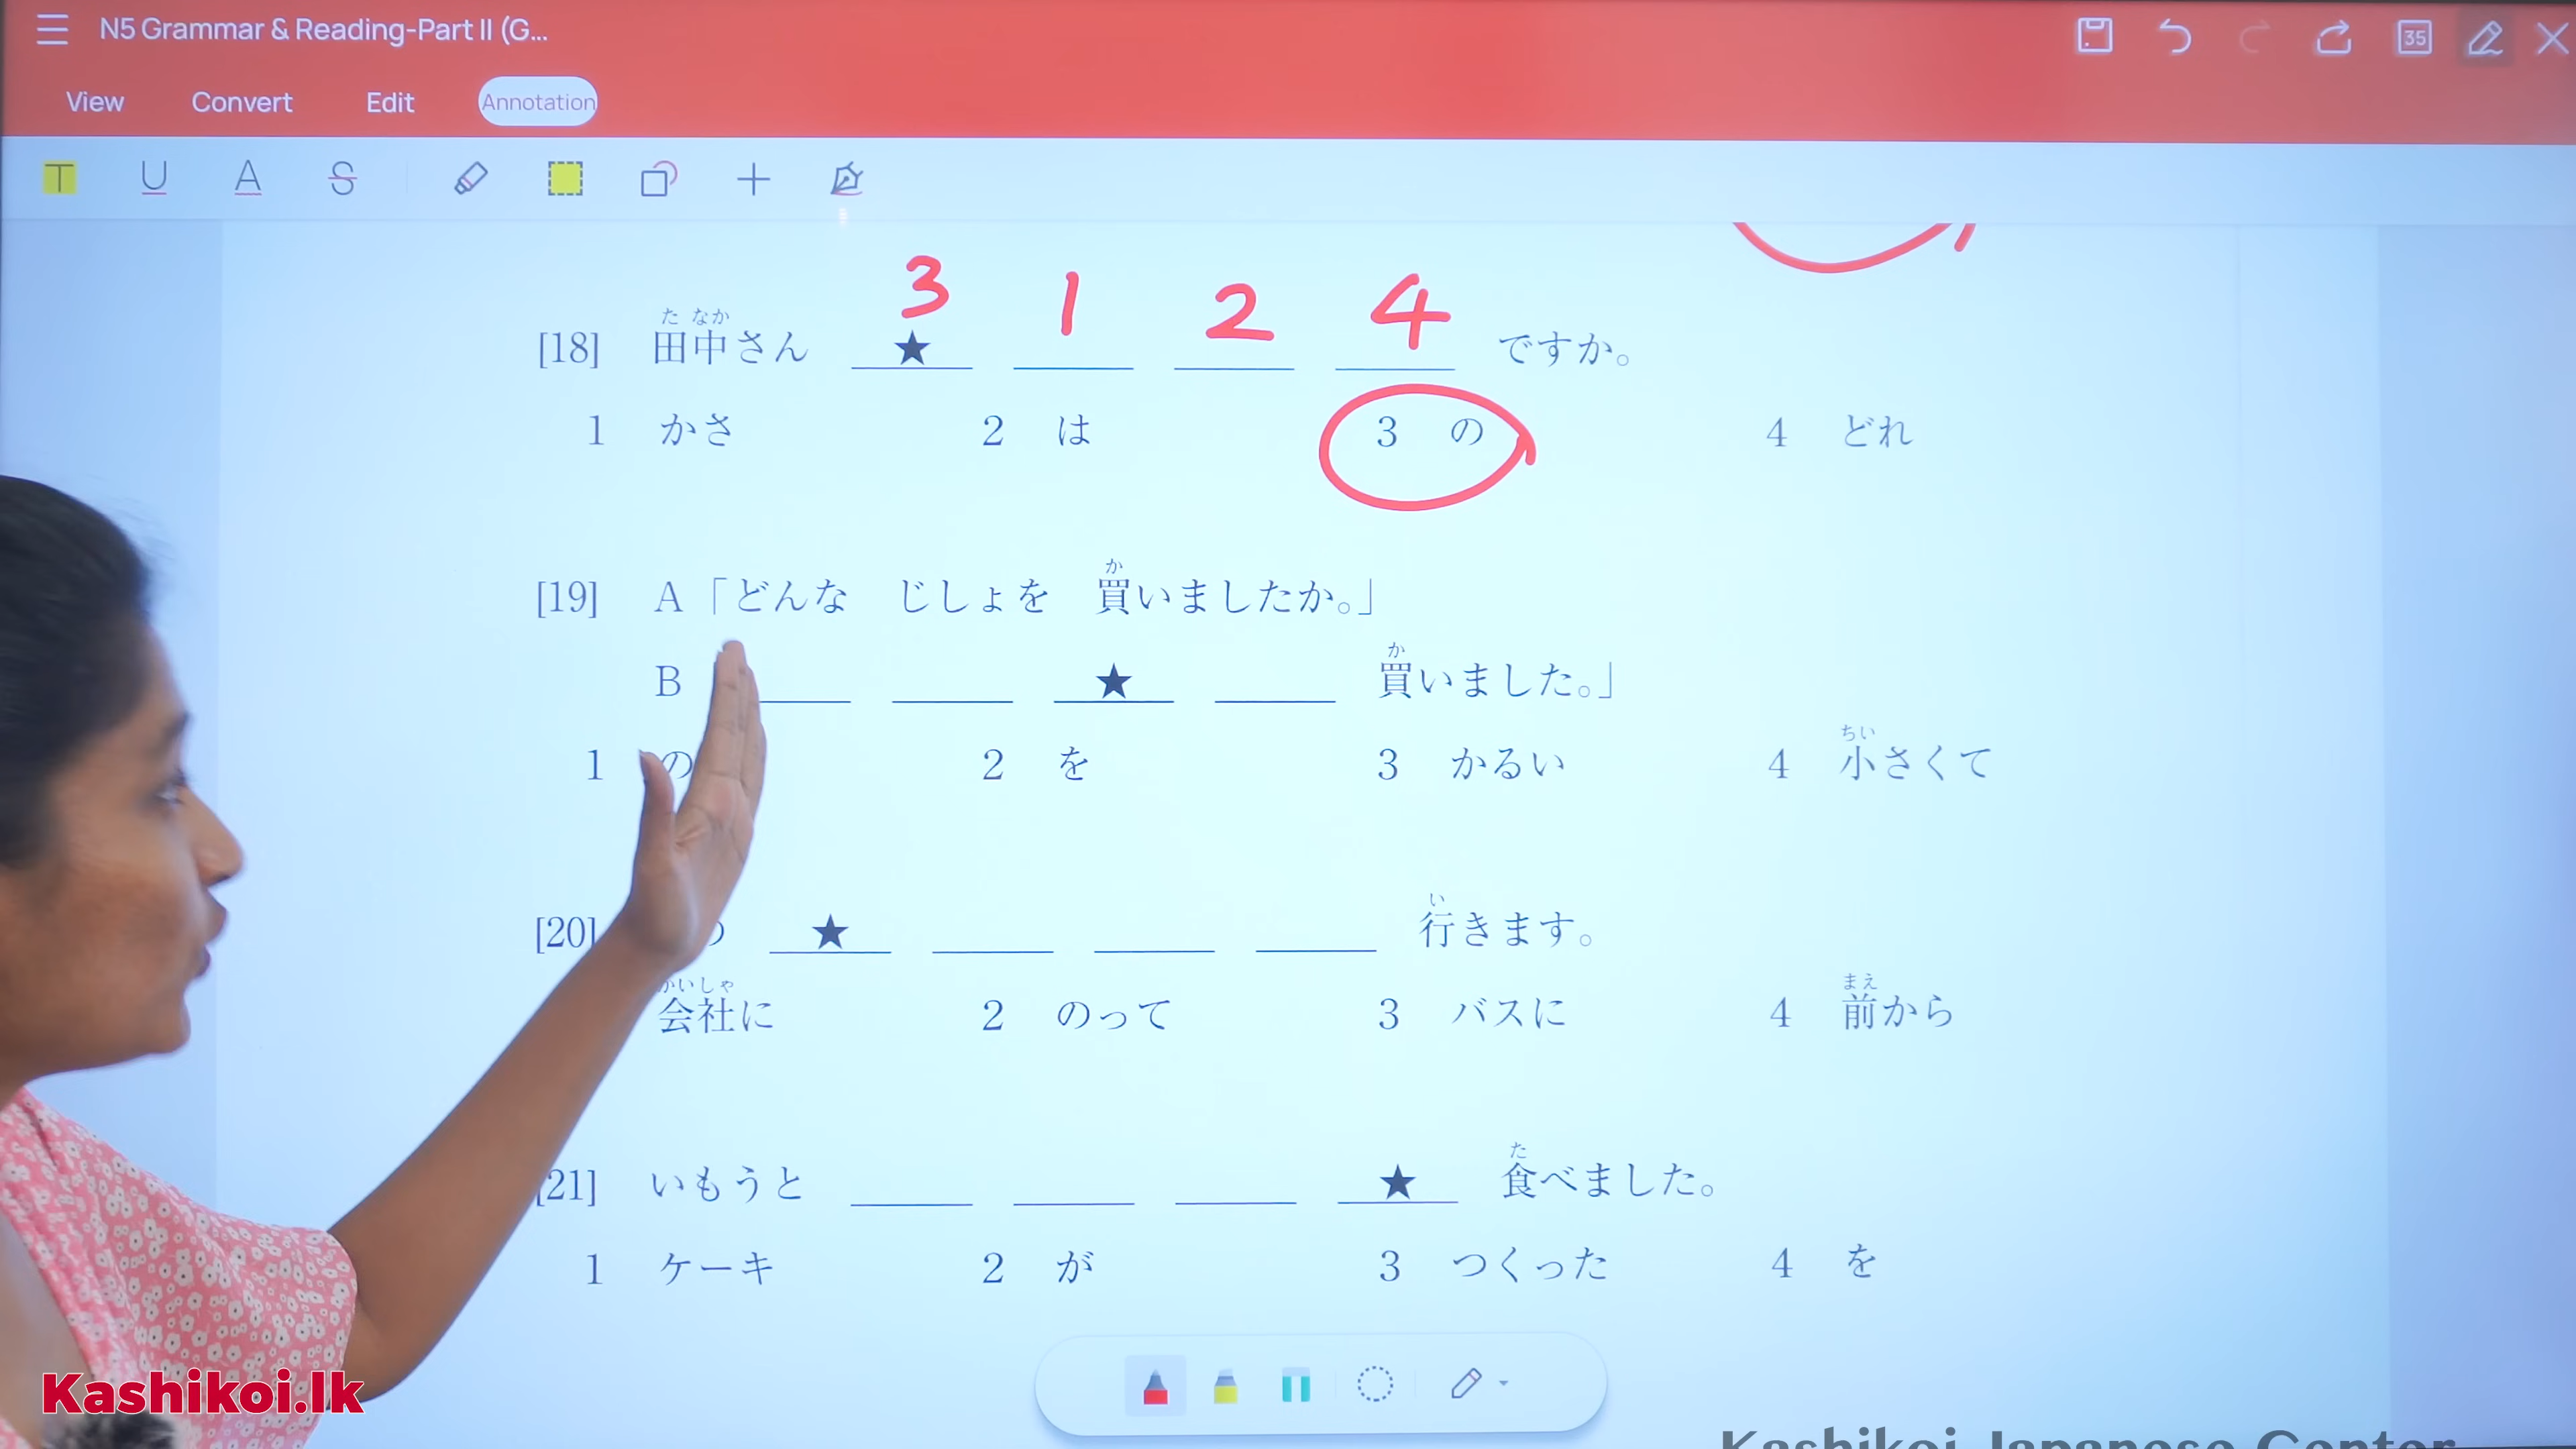 N5 Grammar & Reading-Part II (G...
35
View Convert Edit Annotation
T U A S
3 1 2 4
た なか
[18] 田中さん ★ ですか。
1 かさ 2 は 3 の 4 どれ
か
[19] A「どんな じしょを 買いましたか。」
か
B ★ 買いました。」
ちい
1 の 2 を 3 かるい 4 小さくて
い
[20] ★ 行きます。
かいしゃ まえ
会社に 2 のって 3 バスに 4 前から
た
[21] いもうと ★ 食べました。
1 ケーキ 2 が 3 つくった 4 を
Kashikoi.lk
Kashikoi Japanese Center